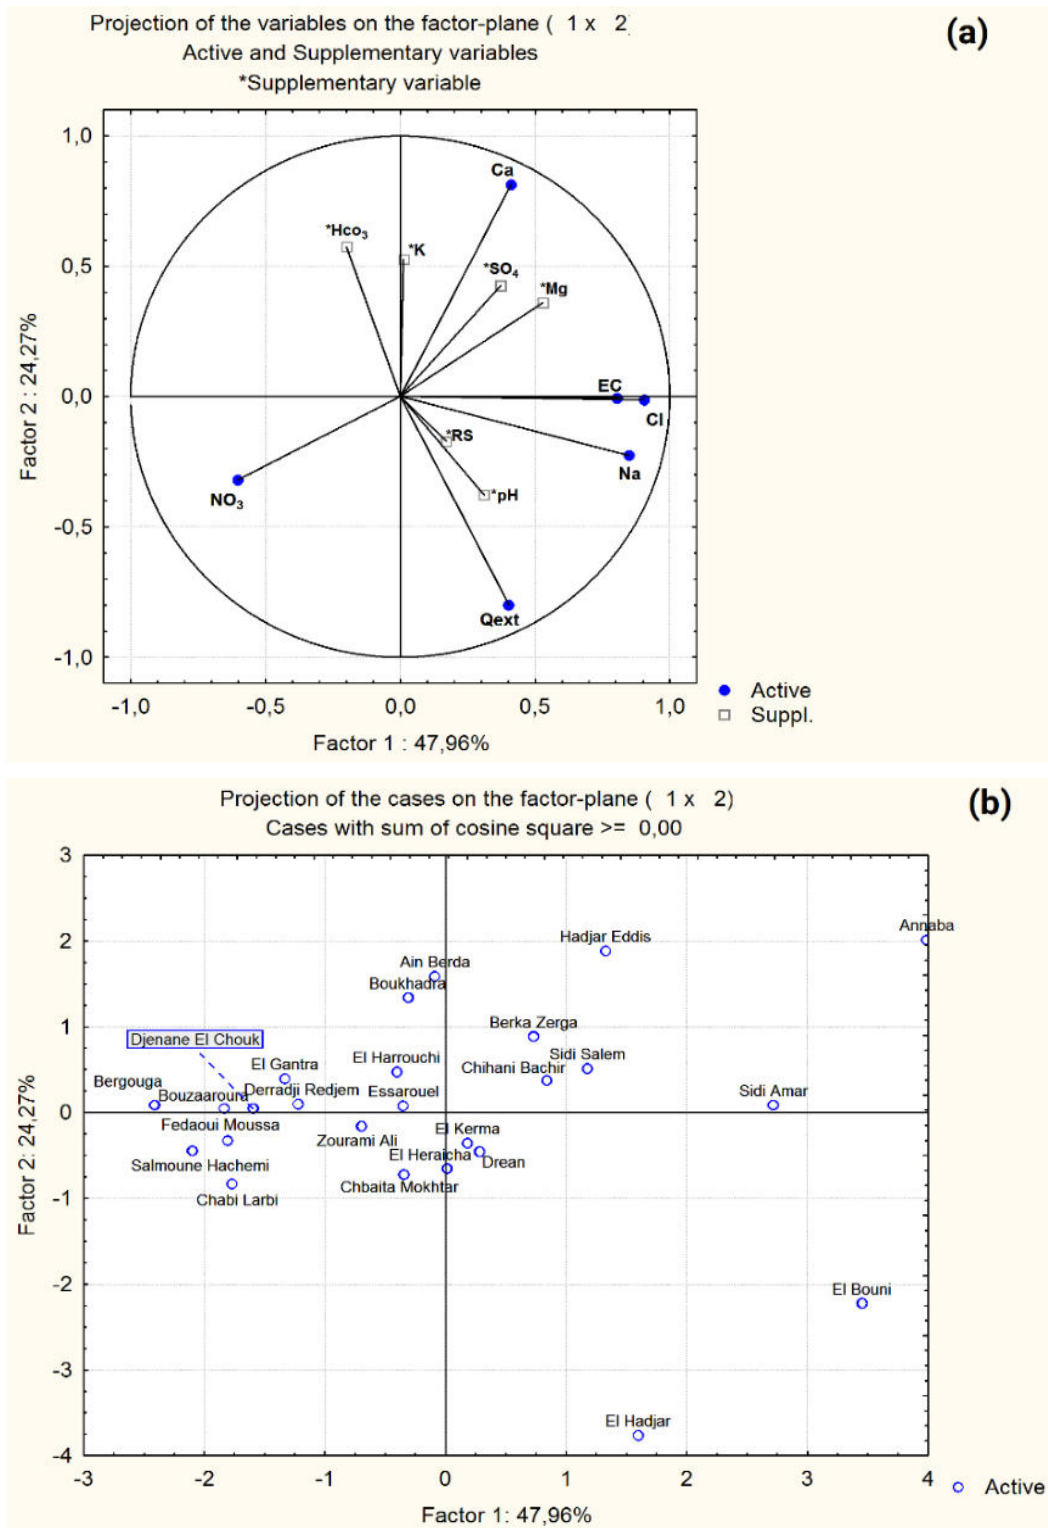 Projection of the variables on the factor-plane ( 1 x 2)
(a)
Active and Supplementary variables
*Supplementary variable
1,0
Ca
*Hco3
*K
*SO4
*Mg
0,5
0,0
EC
Cl
*RS
Na
NO3
*pH
-0,5
Qext
-1,0
Factor 2 : 24,27%
-1,0 -0,5 0,0 0,5 1,0
Active
Suppl.
Factor 1 : 47,96%
Projection of the cases on the factor-plane ( 1 x 2)
(b)
Cases with sum of cosine square >= 0,00
3
Annaba
Hadjar Eddis
2
Ain Berda
Boukhadra
Berka Zerga
1
Djenane El Chouk
El Harrouchi
Sidi Salem
El Gantra
Chihani Bachir
Bergouga
Bouzaaroura
Derradji Redjem
Essarouel
Sidi Amar
0
Fedaoui Moussa
El Kerma
Zourami Ali
El Heraicha
Drean
Salmoune Hachemi
Chbaita Mokhtar
Chabi Larbi
-1
-2
El Bouni
-3
El Hadjar
-4
Factor 2: 24,27%
-3 -2 -1 0 1 2 3 4
Active
Factor 1: 47,96%